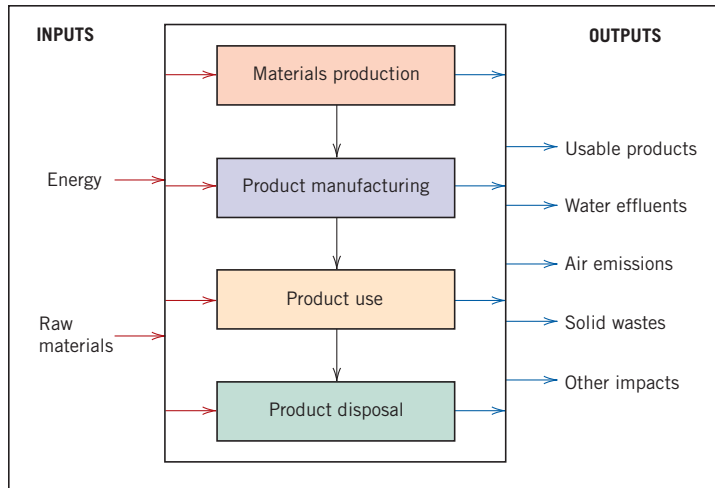 INPUTS
OUTPUTS
Materials production
Usable products
Energy
Product manufacturing
Water effluents
Air emissions
Product use
Raw
materials
Solid wastes
Other impacts
Product disposal